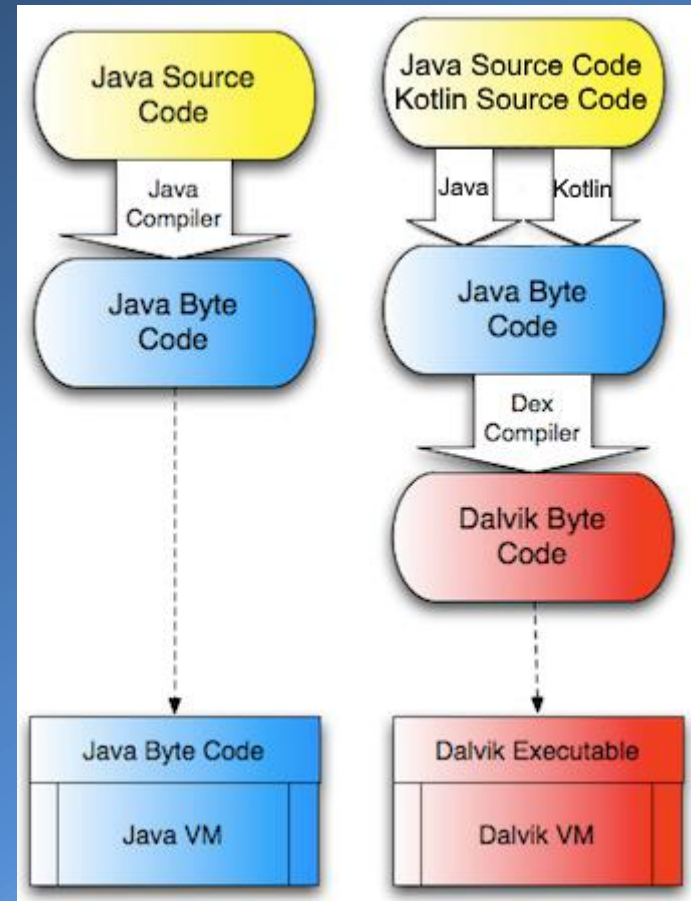 Java Source
Code
Java
Compiler
Java Byte
Code
Java Byte Code
Java VM
Java Source Code
Kotlin Source Code
Java
Kotlin
Java Byte
Code
Dex
Compiler
Dalvik Byte
Code
Dalvik Executable
Dalvik VM